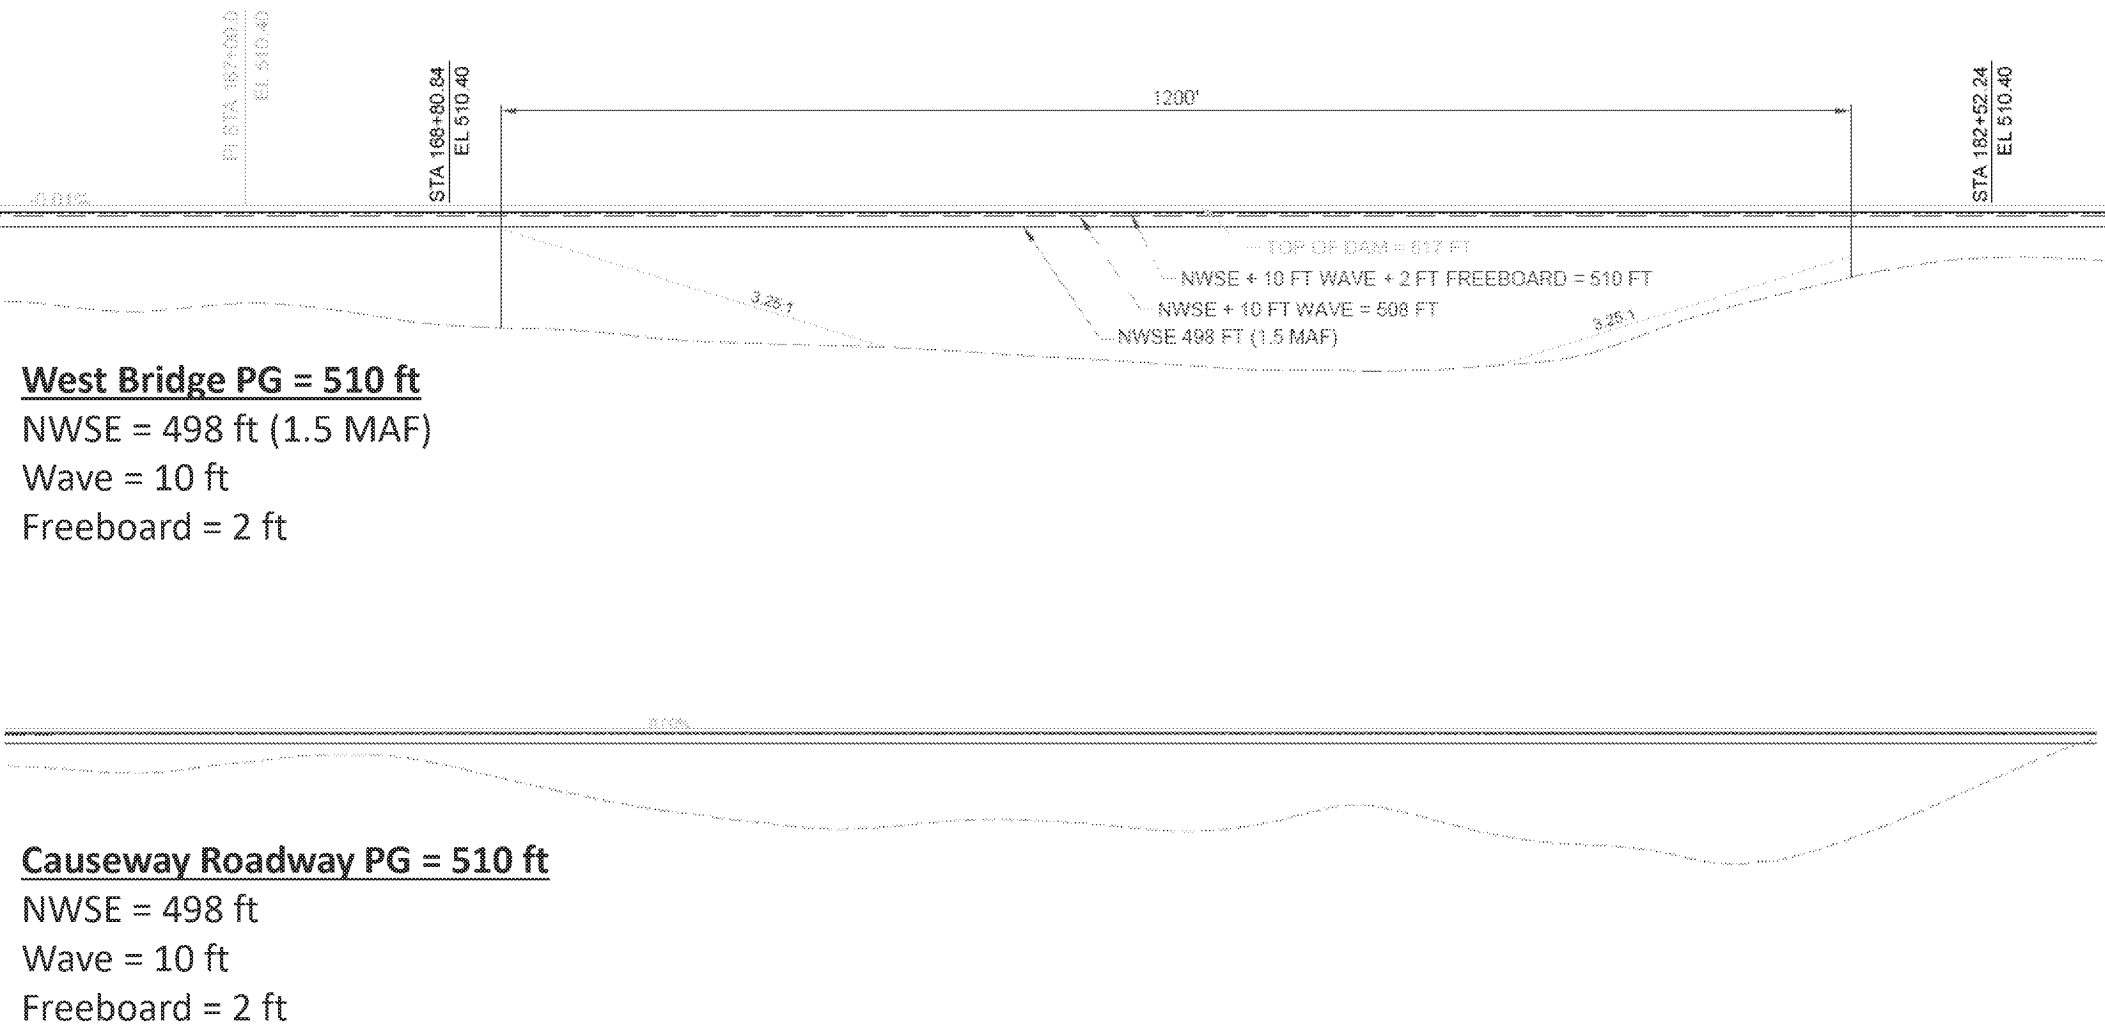 PI STA 167+00.0
EL 510.40
STA 168+80.84
EL 510.40
1200'
STA 182+52.24
EL 510.40
-0.01%
TOP OF DAM = 517 FT
NWSE + 10 FT WAVE + 2 FT FREEBOARD = 510 FT
NWSE + 10 FT WAVE = 508 FT
NWSE 498 FT (1.5 MAF)
3.25:1
3.25:1
West Bridge PG = 510 ft
NWSE = 498 ft (1.5 MAF)
Wave = 10 ft
Freeboard = 2 ft
0.00%
Causeway Roadway PG = 510 ft
NWSE = 498 ft
Wave = 10 ft
Freeboard = 2 ft